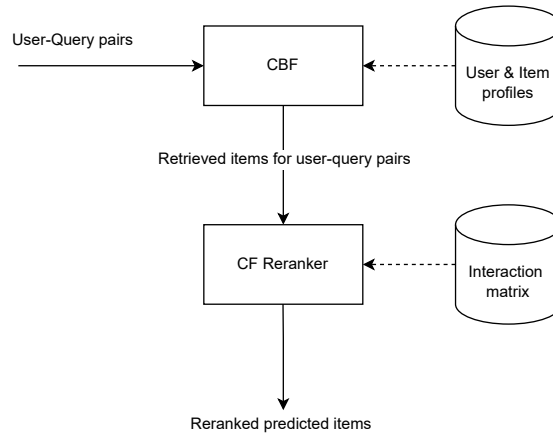 User-Query pairs
CBF
User & Item
profiles
Retrieved items for user-query pairs
CF Reranker
Interaction
matrix
Reranked predicted items